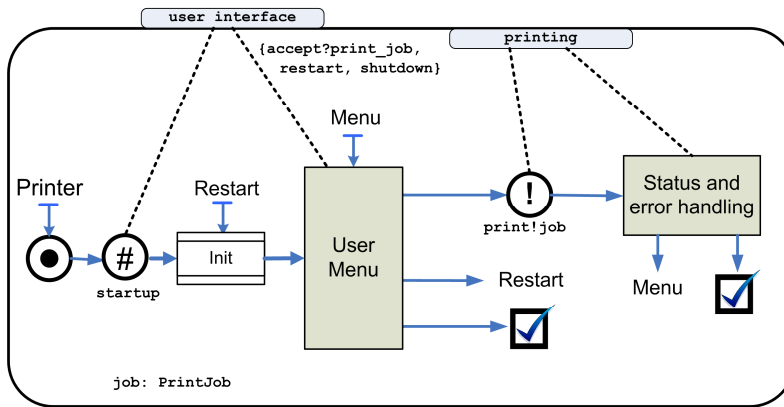 user interface
{accept?print_job,
restart, shutdown}
printing
Menu
Printer
Restart
#
startup
Init
User
Menu
!
print!job
Status and
error handling
Restart
Menu
job: PrintJob